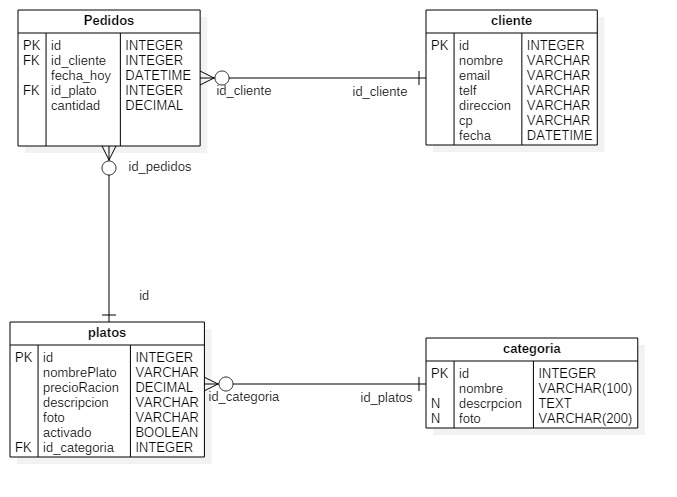 Pedidos
PK id INTEGER
FK id_cliente INTEGER
fecha_hoy DATETIME
FK id_plato INTEGER
cantidad DECIMAL
cliente
PK id INTEGER
nombre VARCHAR
email VARCHAR
telf VARCHAR
direccion VARCHAR
cp VARCHAR
fecha DATETIME
id_cliente id_cliente
id_pedidos
id
platos
PK id INTEGER
nombrePlato VARCHAR
precioRacion DECIMAL
descripcion VARCHAR
foto VARCHAR
activado BOOLEAN
FK id_categoria INTEGER
id_categoria id_platos
categoria
PK id INTEGER
nombre VARCHAR(100)
N descrpcion TEXT
N foto VARCHAR(200)